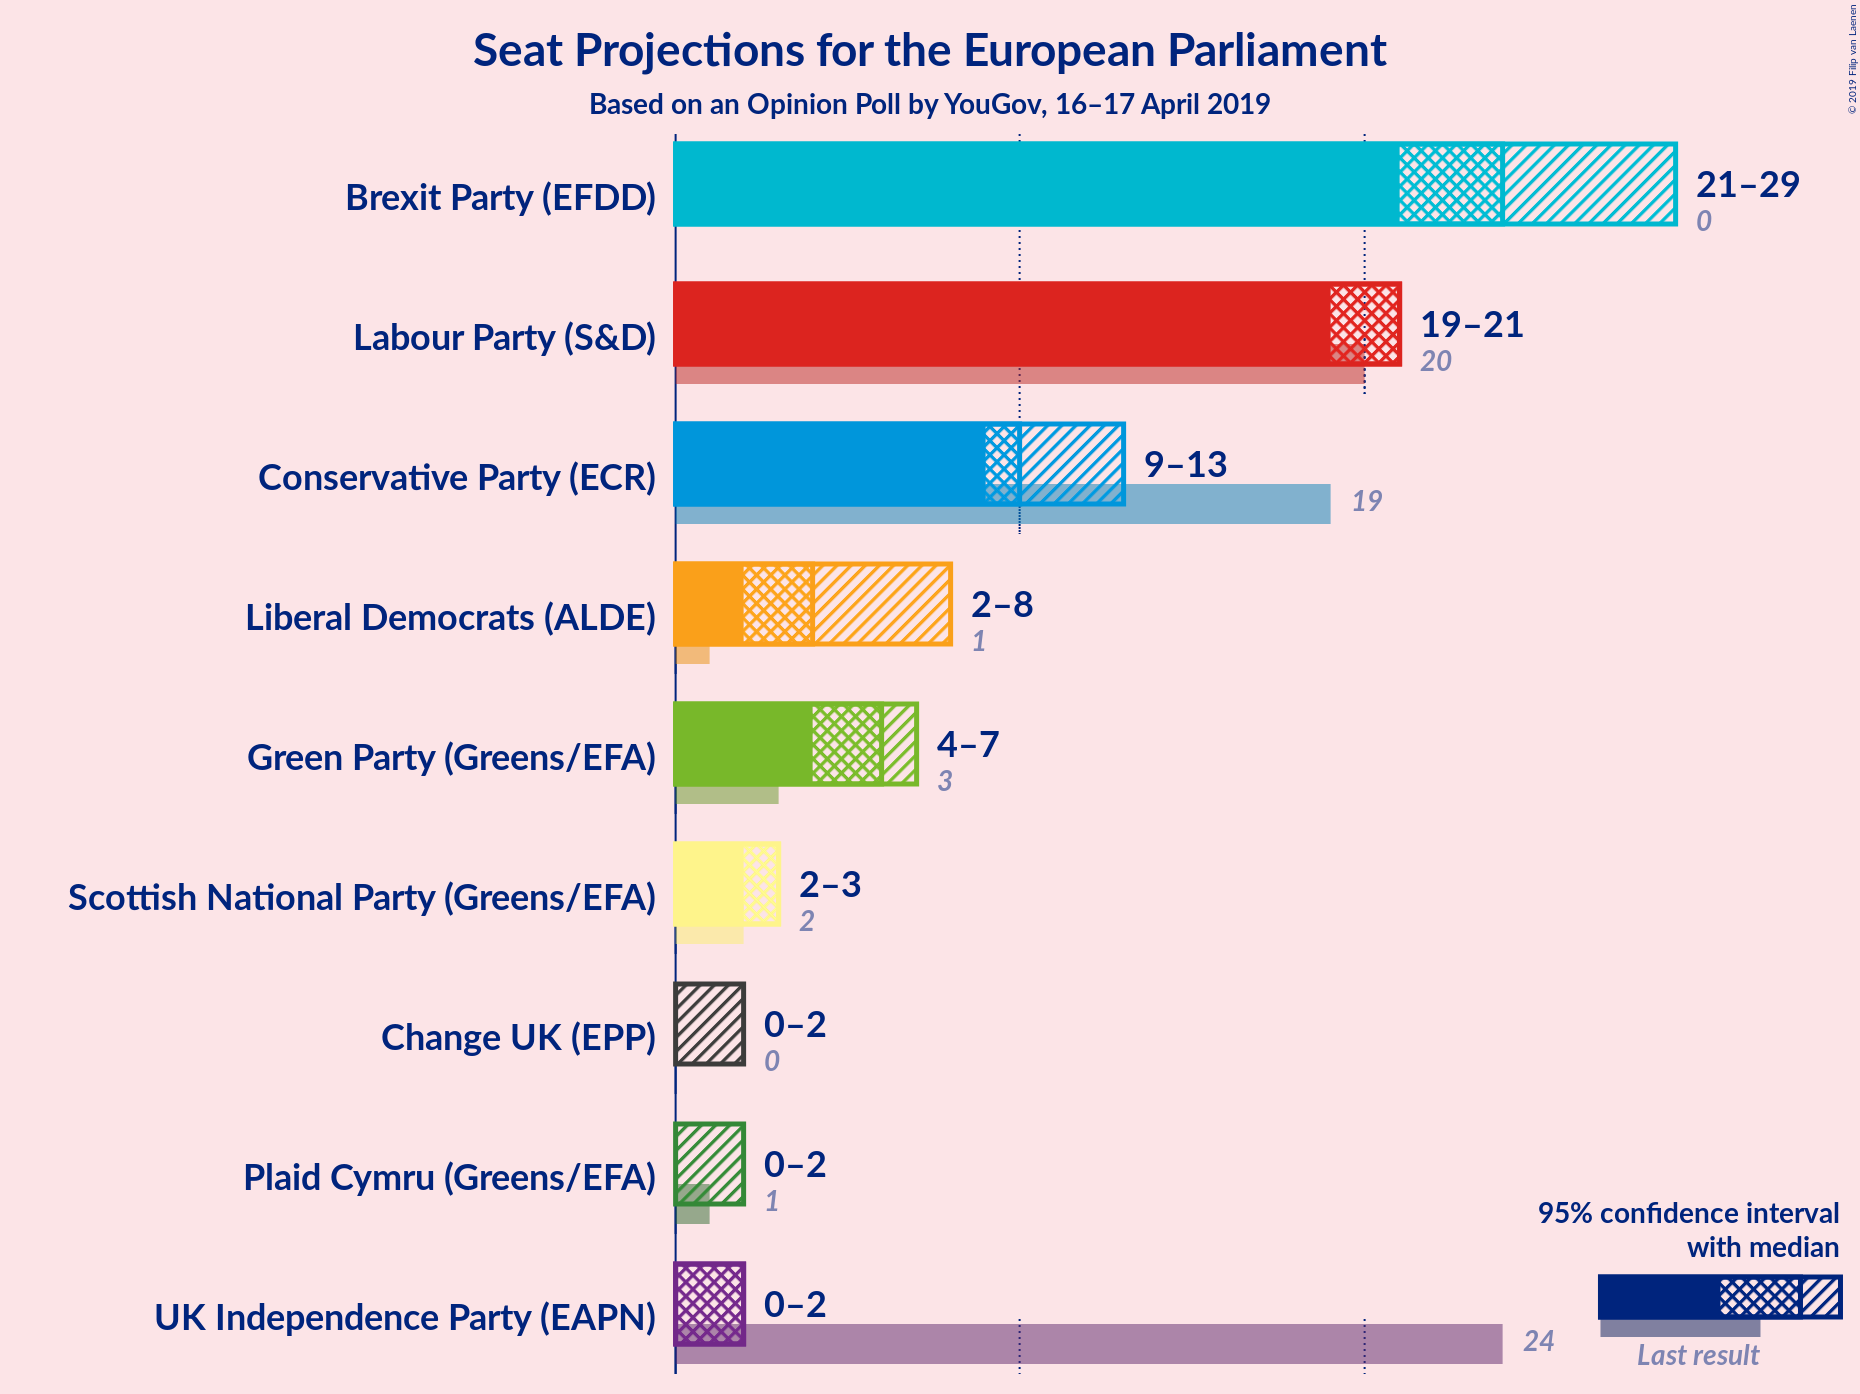 Seat Projections for the European Parliament
Based on an Opinion Poll by YouGov, 16–17 April 2019
© 2019 Filip van Laenen
Brexit Party (EFDD)
21–29
0
Labour Party (S&D)
19–21
20
Conservative Party (ECR)
9–13
19
Liberal Democrats (ALDE)
2–8
1
Green Party (Greens/EFA)
4–7
3
Scottish National Party (Greens/EFA)
2–3
2
Change UK (EPP)
0–2
0
Plaid Cymru (Greens/EFA)
0–2
1
UK Independence Party (EAPN)
0–2
24
95% confidence interval
with median
Last result